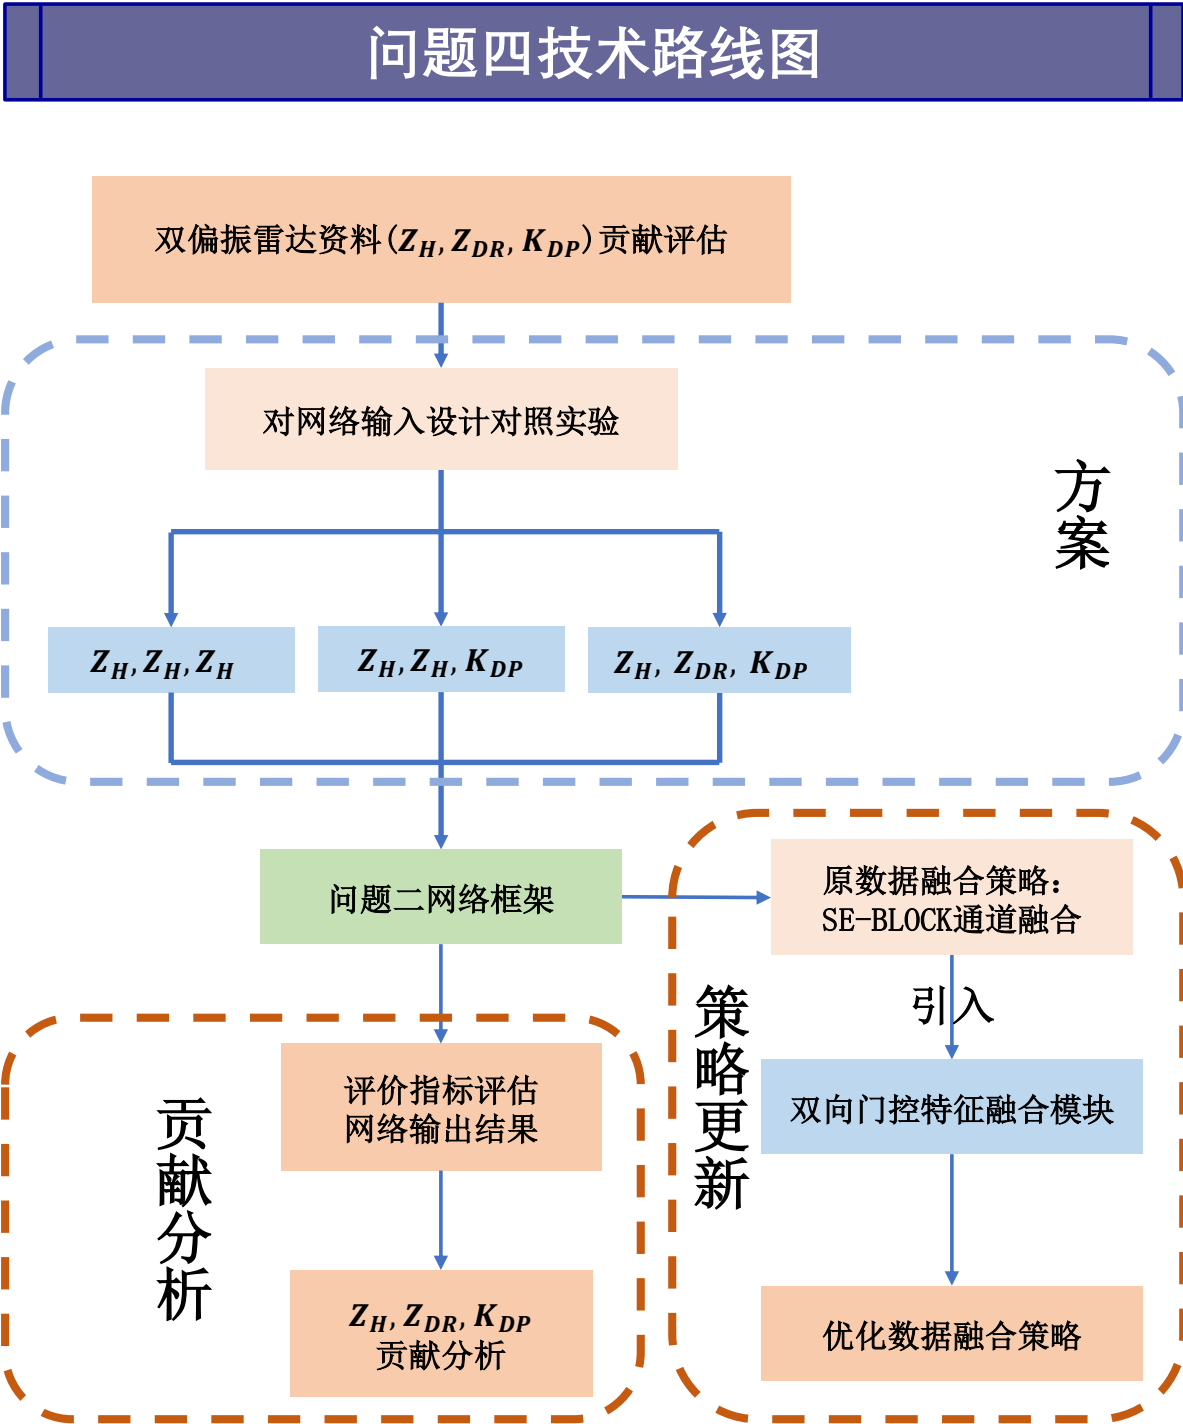 问题四技术路线图
双偏振雷达资料(Z_H, Z_DR, K_DP)贡献评估
对网络输入设计对照实验
方案
Z_H, Z_H, Z_H
Z_H, Z_H, K_DP
Z_H, Z_DR, K_DP
问题二网络框架
原数据融合策略：
SE-BLOCK通道融合
引入
策略更新
双向门控特征融合模块
优化数据融合策略
贡献分析
评价指标评估
网络输出结果
Z_H, Z_DR, K_DP
贡献分析